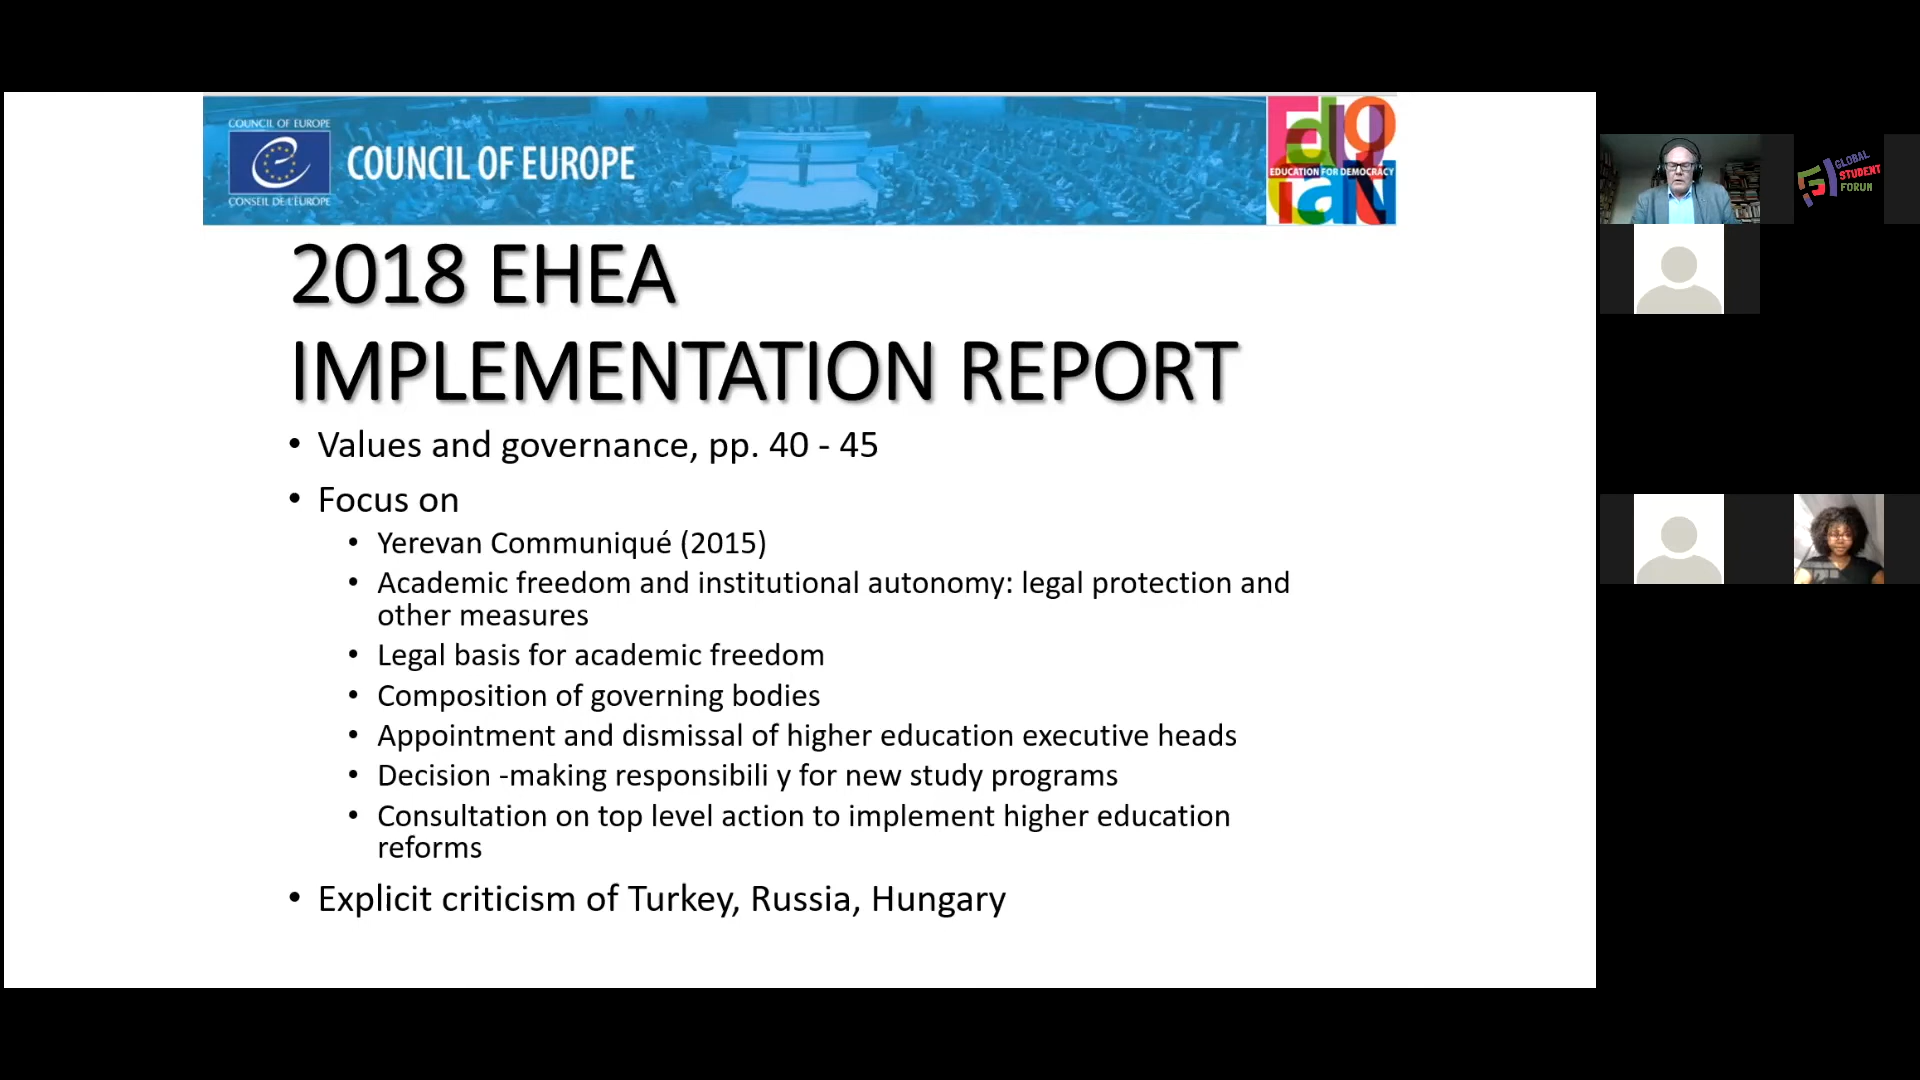 COUNCIL OF EUROPE
COUNCIL OF EUROPE
CONSEIL DE L'EUROPE
EDUCATION FOR DEMOCRACY
2018 EHEA
IMPLEMENTATION REPORT
• Values and governance, pp. 40 - 45
• Focus on
• Yerevan Communiqué (2015)
• Academic freedom and institutional autonomy: legal protection and
other measures
• Legal basis for academic freedom
• Composition of governing bodies
• Appointment and dismissal of higher education executive heads
• Decision -making responsibili y for new study programs
• Consultation on top level action to implement higher education
reforms
• Explicit criticism of Turkey, Russia, Hungary
GLOBAL
STUDENT
FORUM